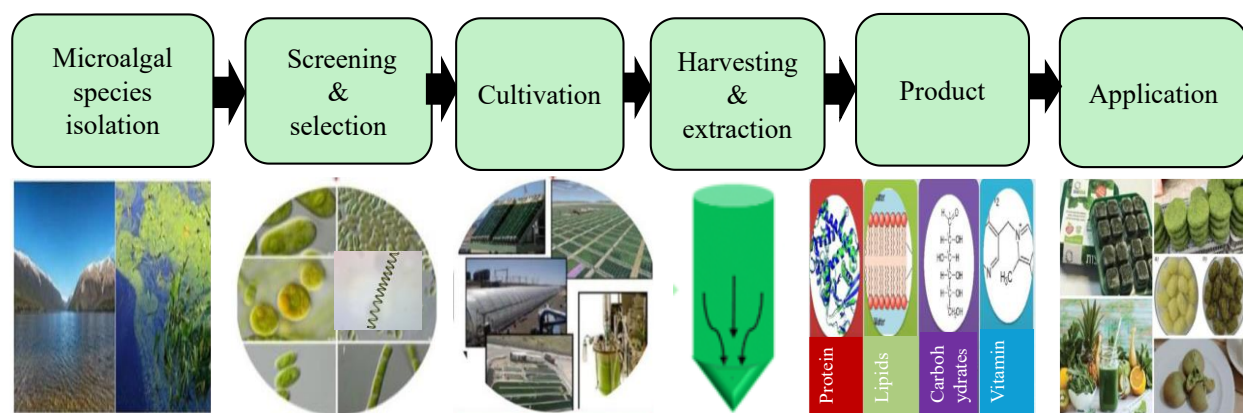 Microalgal
species
isolation
Screening
&
selection
Cultivation
Harvesting
&
extraction
Product
Application
Protein
Lipids
Carboh
ydrates
Vitamin